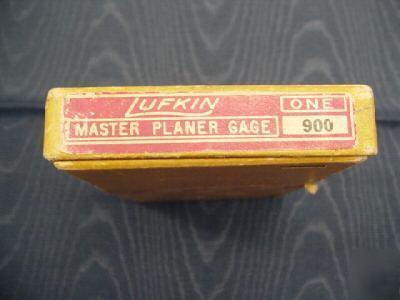 LUFKIN ONE
MASTER PLANER GAGE 900